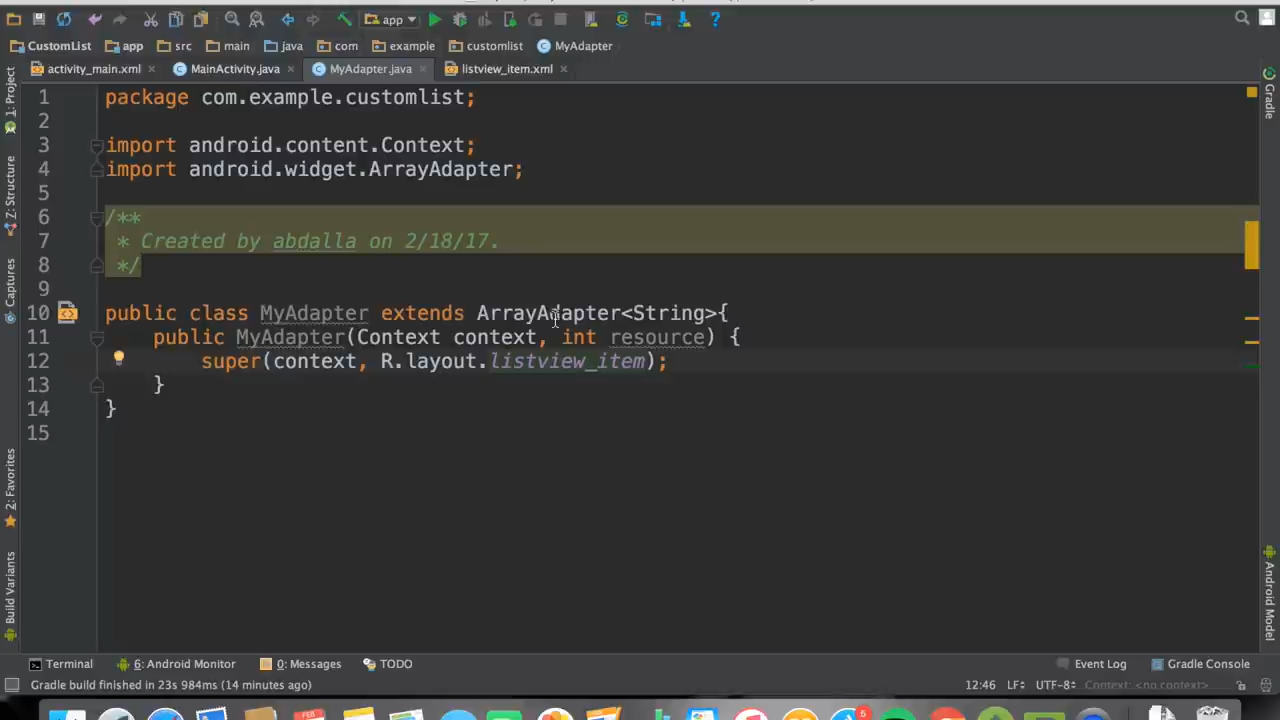 app
CustomList app src main java com example customlist MyAdapter
activity_main.xml MainActivity.java MyAdapter.java listview_item.xml
1 package com.example.customlist;
2
3 import android.content.Context;
4 import android.widget.ArrayAdapter;
5
6 /**
7 * Created by abdalla on 2/18/17.
8 */
9
10 public class MyAdapter extends ArrayAdapter<String>{
11 public MyAdapter(Context context, int resource) {
12 super(context, R.layout.listview_item);
13 }
14 }
15
1: Project
7: Structure
Captures
2: Favorites
Build Variants
Gradle
Android Model
Terminal 6: Android Monitor 0: Messages TODO Event Log Gradle Console
Gradle build finished in 23s 984ms (14 minutes ago) 12:46 LF÷ UTF-8÷ Context: <no context>
FEB 6